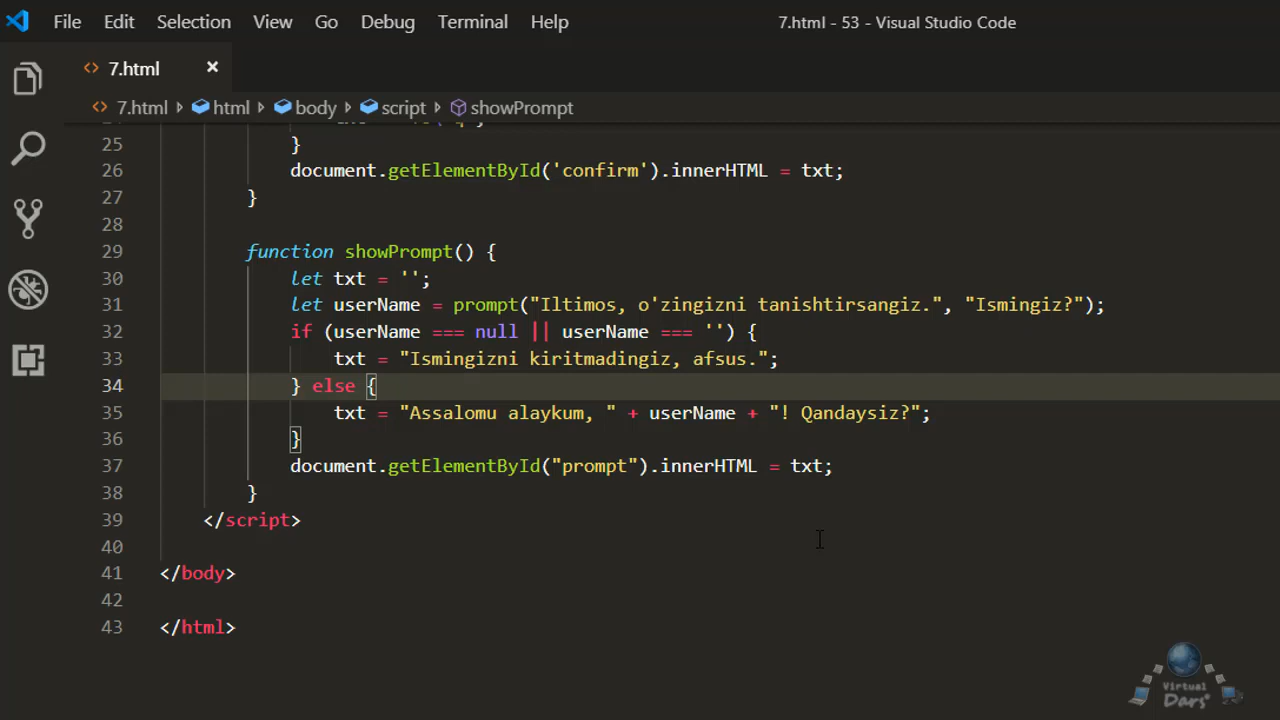 File Edit Selection View Go Debug Terminal Help
7.html - 53 - Visual Studio Code
7.html ×
7.html html body script showPrompt
25 }
26 document.getElementById('confirm').innerHTML = txt;
27 }
28
29 function showPrompt() {
30 let txt = '';
31 let userName = prompt("Iltimos, o'zingizni tanishtirsangiz.", "Ismingiz?");
32 if (userName === null || userName === '') {
33 txt = "Ismingizni kiritmadingiz, afsus.";
34 } else {
35 txt = "Assalomu alaykum, " + userName + "! Qandaysiz?";
36 }
37 document.getElementById("prompt").innerHTML = txt;
38 }
39 </script>
40
41 </body>
42
43 </html>
Virtual
Dars